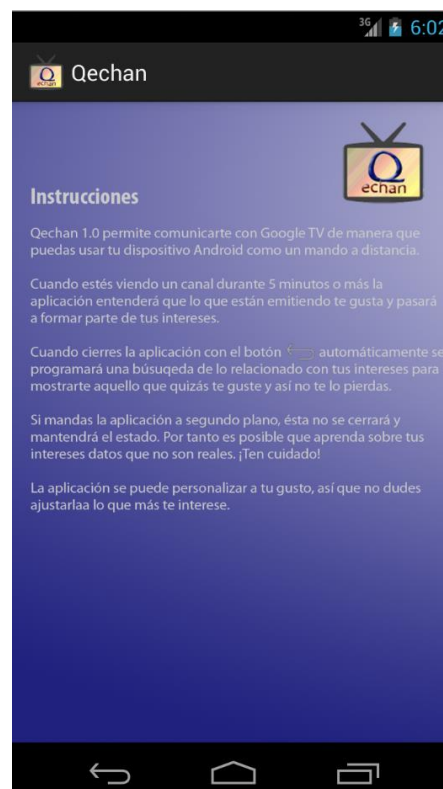 3G 6:02
Qechan
Qechan
Instrucciones
Qechan 1.0 permite comunicarte con Google TV de manera que
puedas usar tu dispositivo Android como un mando a distancia.
Cuando estés viendo un canal durante 5 minutos o más la
aplicación entenderá que lo que están emitiendo te gusta y pasará
a formar parte de tus intereses.
Cuando cierres la aplicación con el botón automáticamente se
programará una búsuqeda de lo relacionado con tus intereses para
mostrarte aquello que quizás te guste y así no te lo pierdas.
Si mandas la aplicación a segundo plano, ésta no se cerrará y
mantendrá el estado. Por tanto es posible que aprenda sobre tus
intereses datos que no son reales. ¡Ten cuidado!
La aplicación se puede personalizar a tu gusto, así que no dudes
ajustarlaa lo que más te interese.